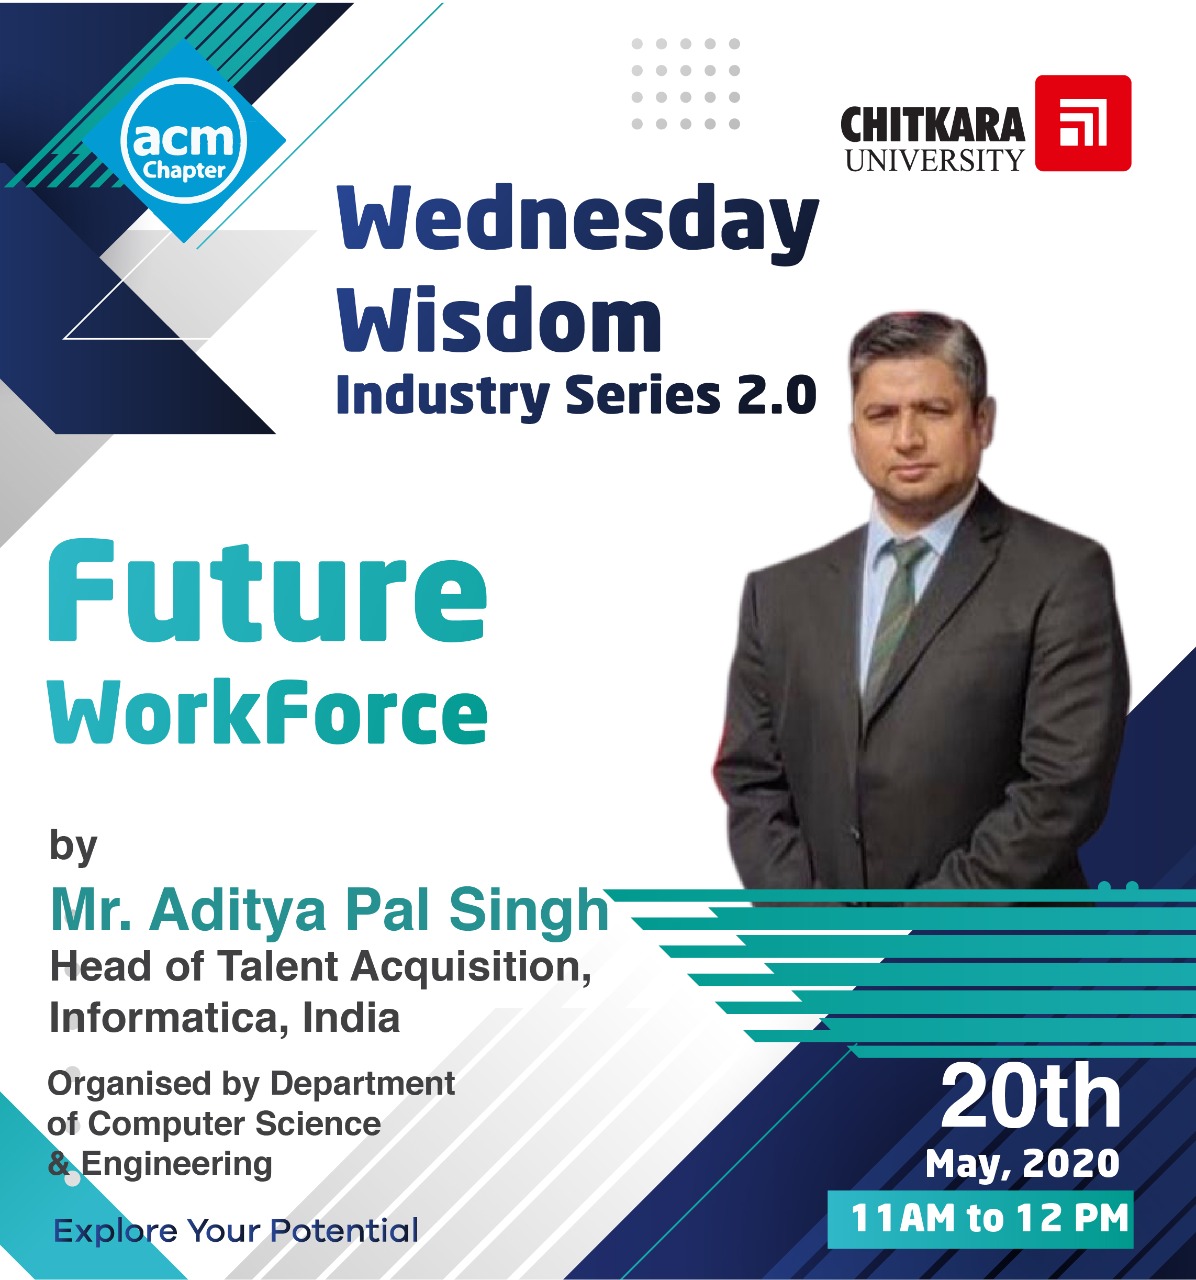 acm
Chapter
CHITKARA
UNIVERSITY
Wednesday
Wisdom
Industry Series 2.0
Future
WorkForce
by
Mr. Aditya Pal Singh
Head of Talent Acquisition,
Informatica, India
Organised by Department
of Computer Science
& Engineering
Explore Your Potential
20th
May, 2020
11AM to 12 PM